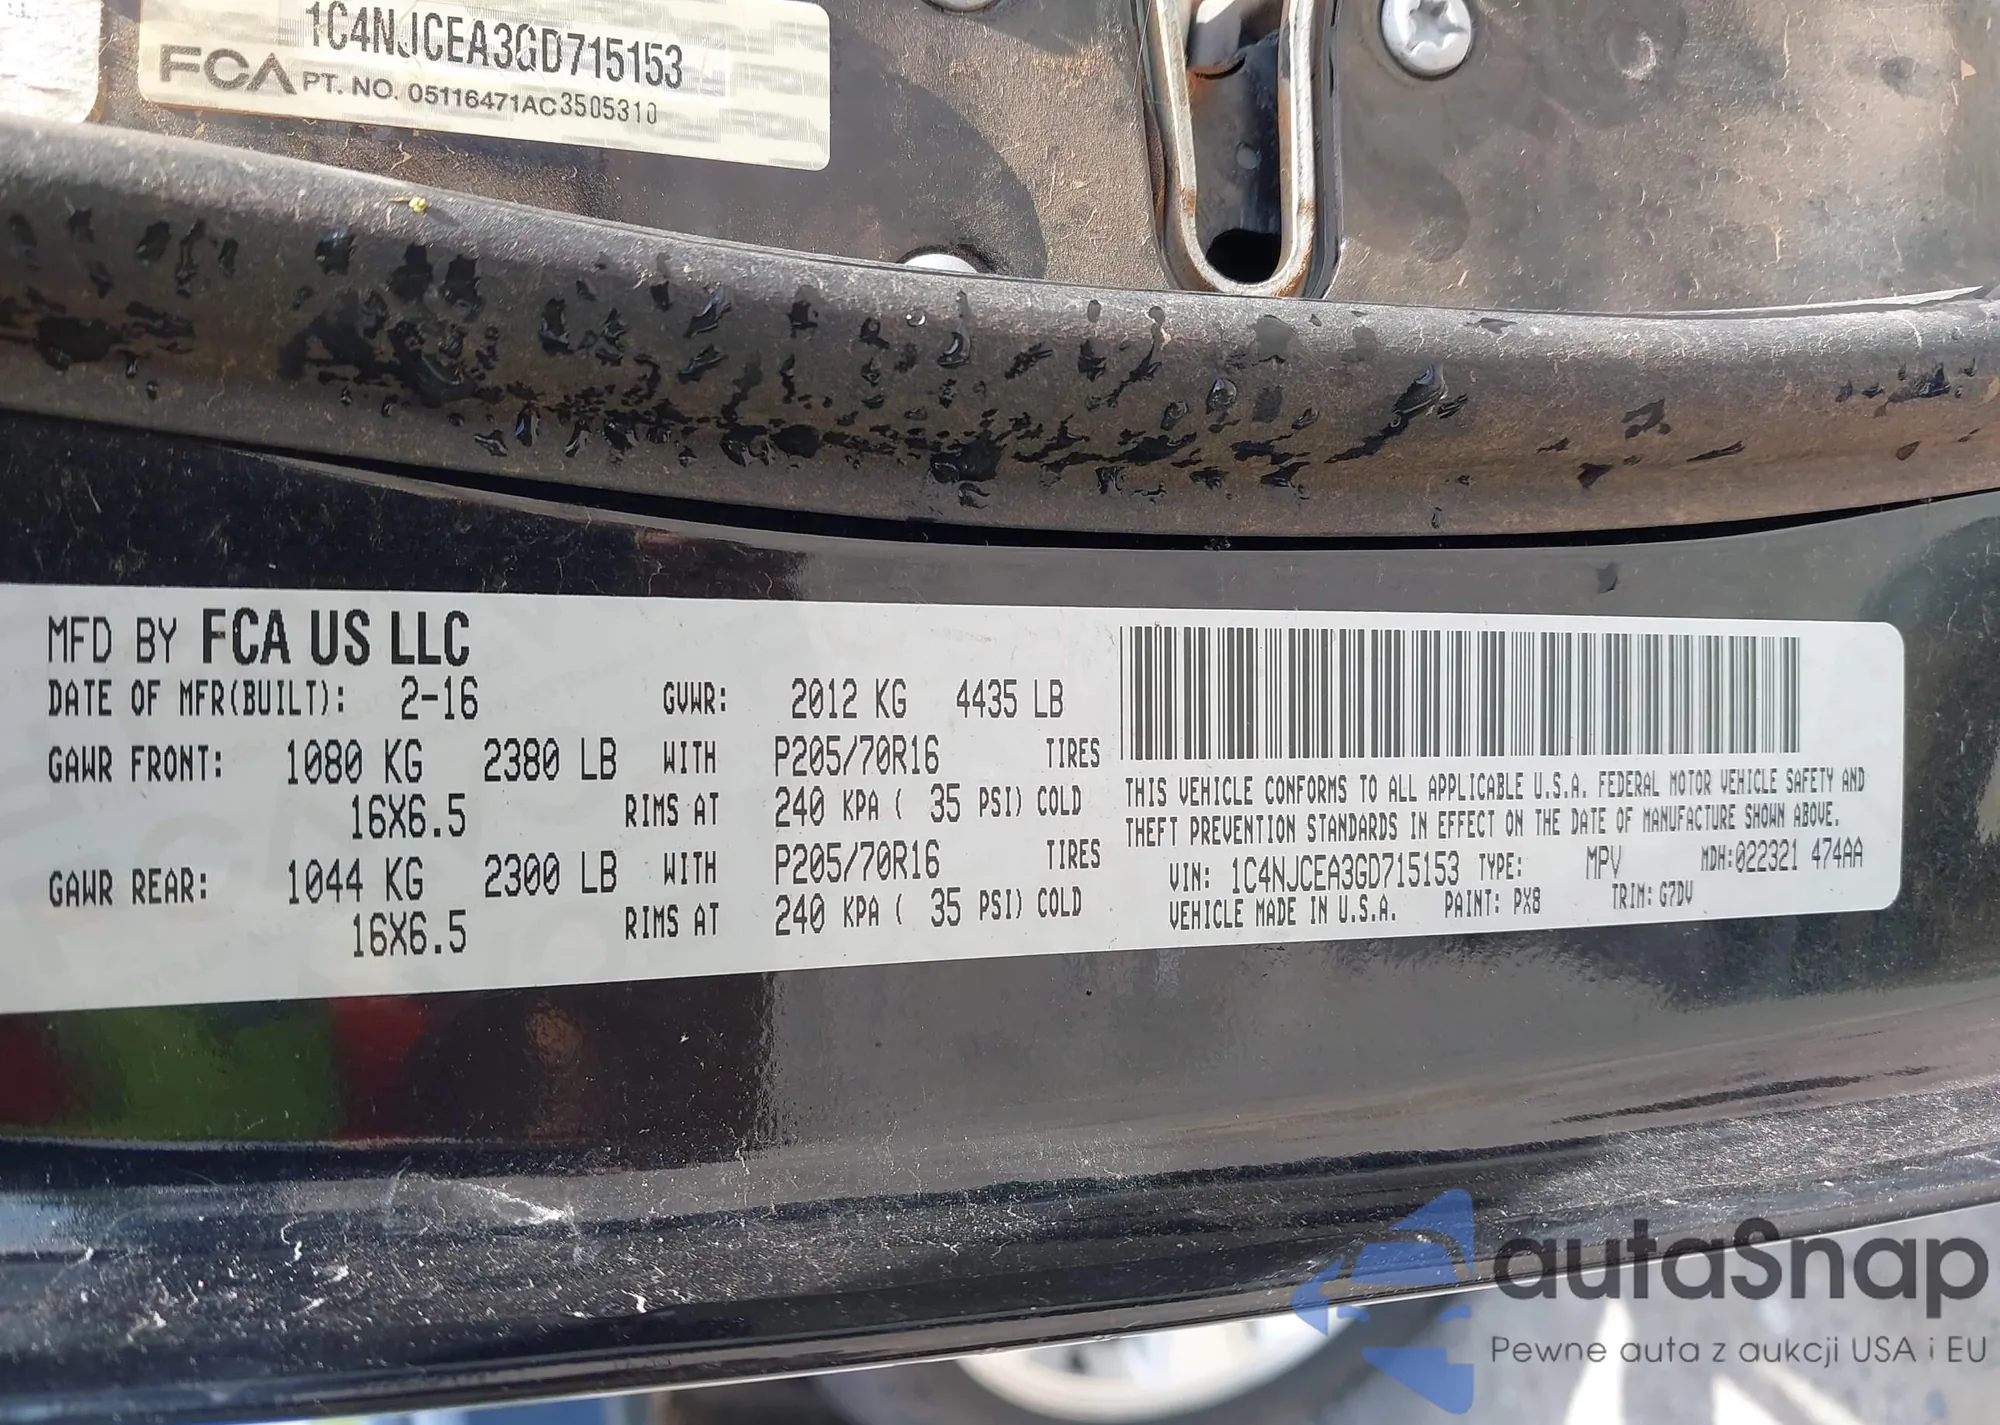 1C4NJCEA3GD715153
FCA PT. NO. 05116471AC3505310
MFD BY FCA US LLC
DATE OF MFR(BUILT): 2-16 GVWR: 2012 KG 4435 LB
GAWR FRONT: 1080 KG 2380 LB WITH P205/70R16 TIRES
16X6.5 RIMS AT 240 KPA ( 35 PSI) COLD
GAWR REAR: 1044 KG 2300 LB WITH P205/70R16 TIRES
16X6.5 RIMS AT 240 KPA ( 35 PSI) COLD
THIS VEHICLE CONFORMS TO ALL APPLICABLE U.S.A. FEDERAL MOTOR VEHICLE SAFETY AND
THEFT PREVENTION STANDARDS IN EFFECT ON THE DATE OF MANUFACTURE SHOWN ABOVE.
VIN: 1C4NJCEA3GD715153 TYPE: MPV MDH:022321 474AA
VEHICLE MADE IN U.S.A. PAINT: PX8 TRIM: G7DV
autaSnap
Pewne auta z aukcji USA i EU